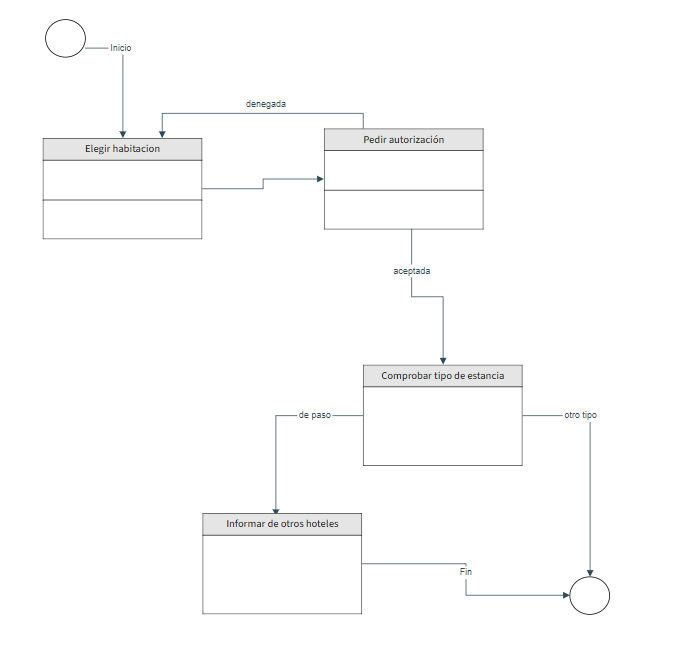 Inicio
denegada
Elegir habitacion
Pedir autorización
aceptada
Comprobar tipo de estancia
de paso
otro tipo
Informar de otros hoteles
Fin